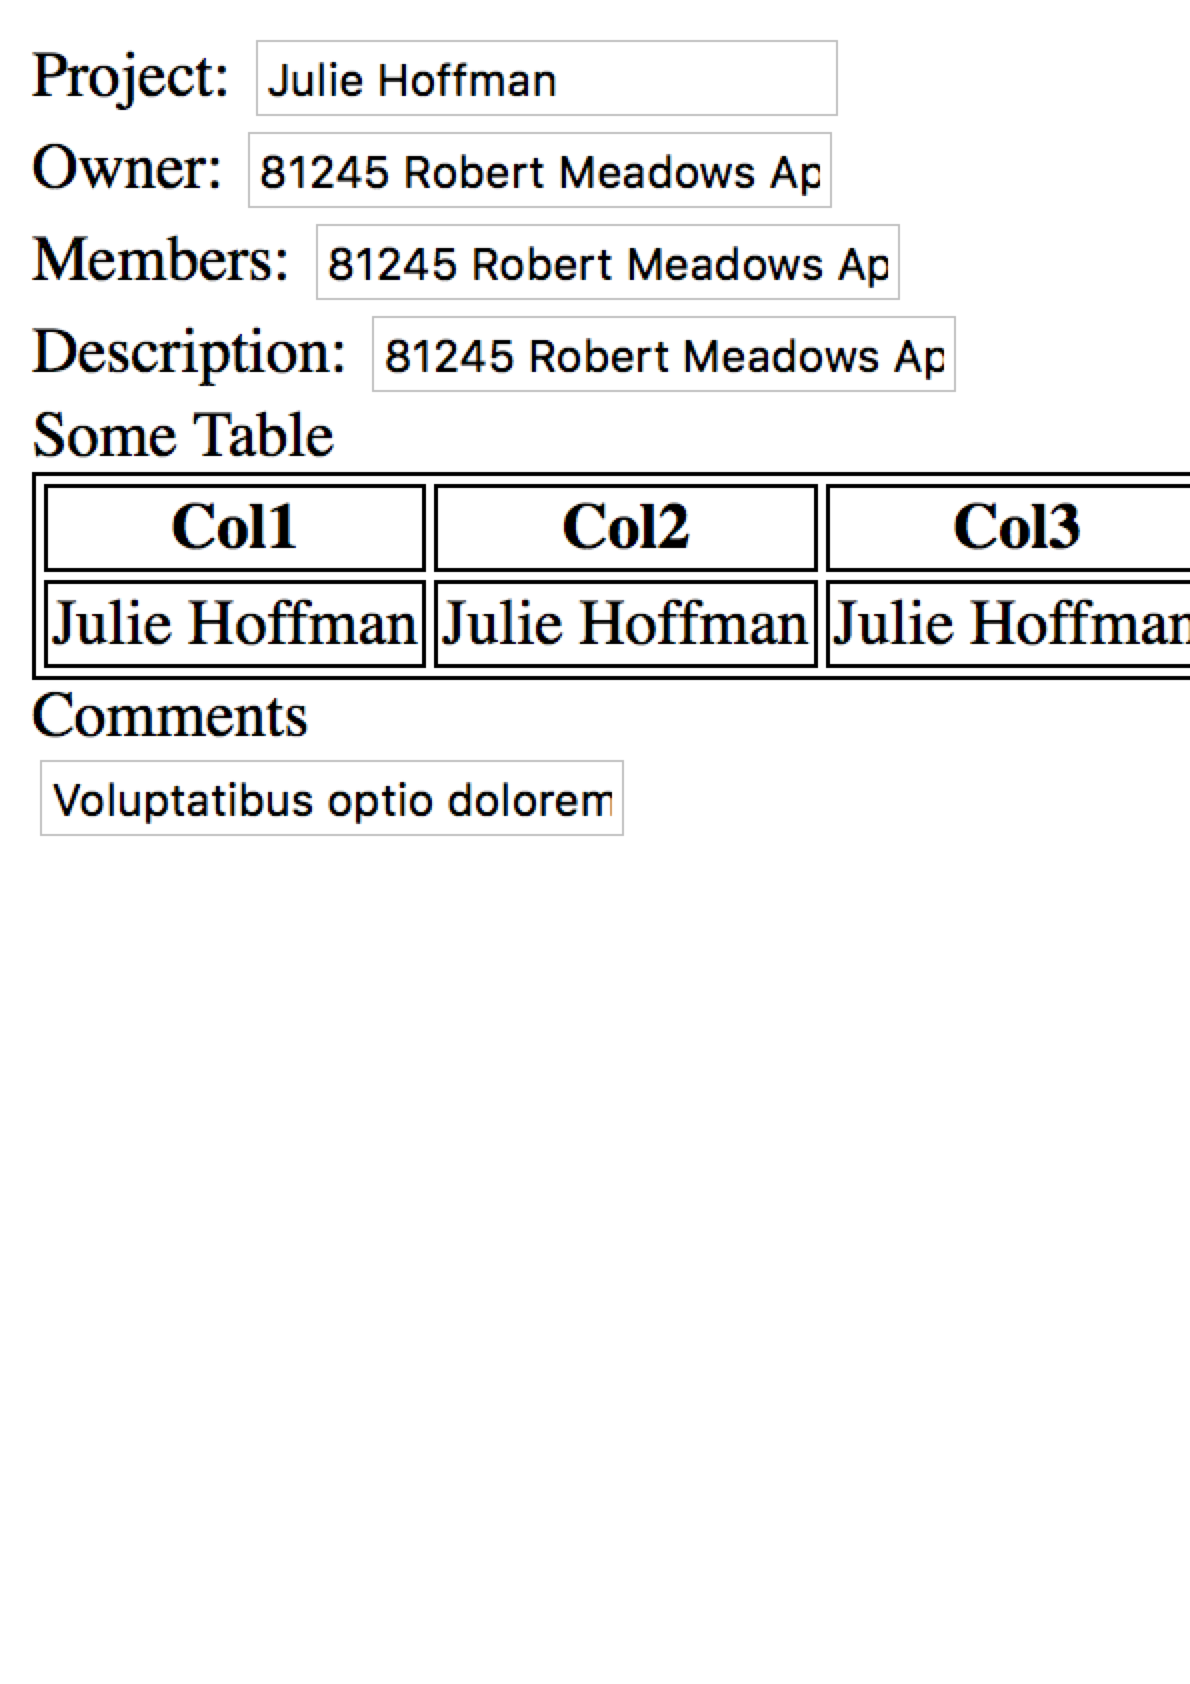 Project: Julie Hoffman
Owner: 81245 Robert Meadows Ap
Members: 81245 Robert Meadows Ap
Description: 81245 Robert Meadows Ap
Some Table
Col1 Col2 Col3
Julie Hoffman Julie Hoffman Julie Hoffman
Comments
Voluptatibus optio dolorem